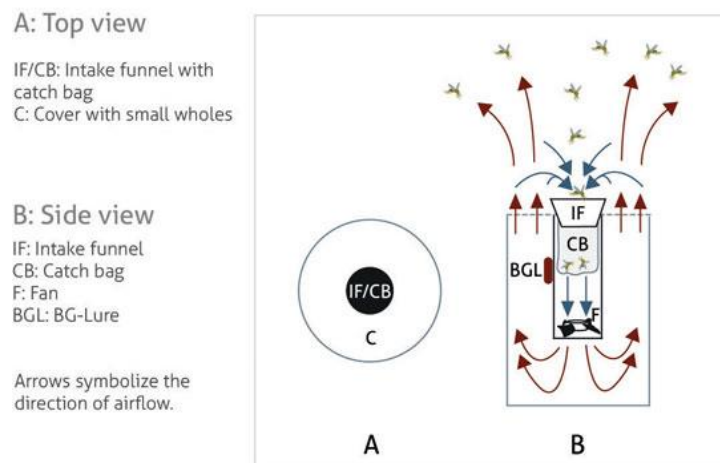 A: Top view
IF/CB: Intake funnel with
catch bag
C: Cover with small wholes
B: Side view
IF: Intake funnel
CB: Catch bag
F: Fan
BGL: BG-Lure
Arrows symbolize the
direction of airflow.
IF/CB
C
A
IF
CB
BGL
F
B